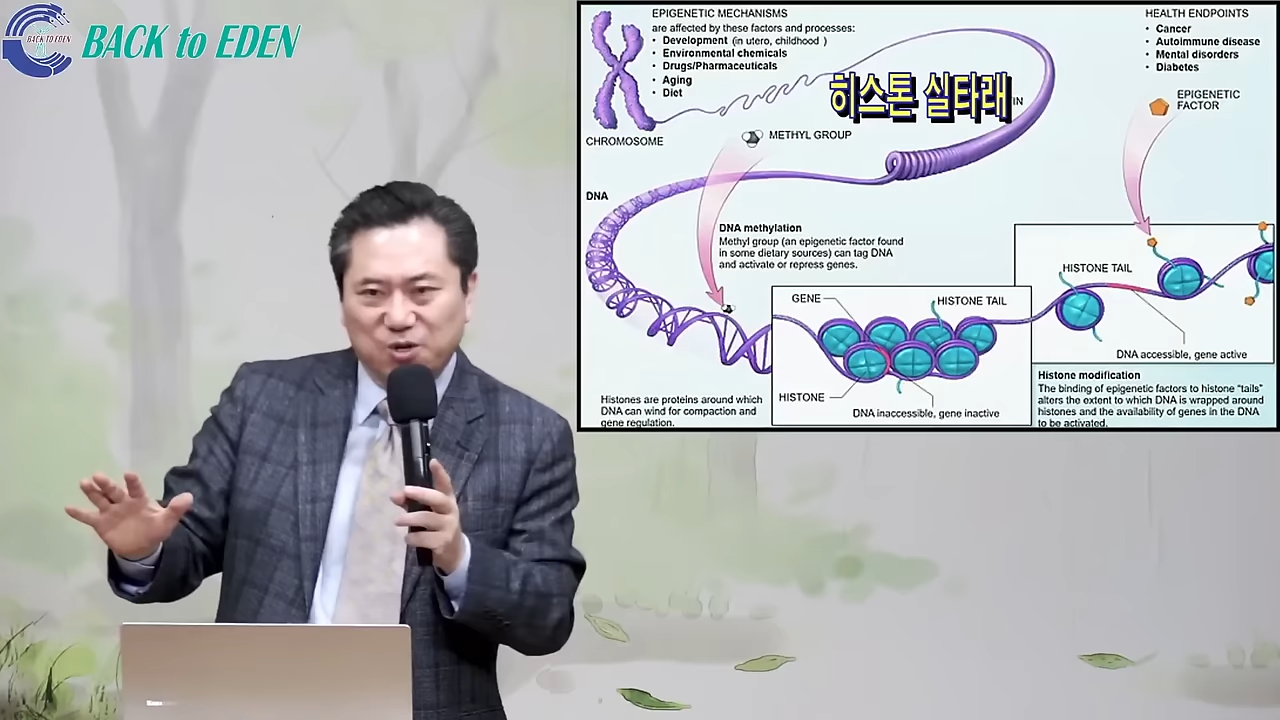 BACK TO EDEN
BACK to EDEN
EPIGENETIC MECHANISMS
are affected by these factors and processes:
• Development (in utero, childhood )
• Environmental chemicals
• Drugs/Pharmaceuticals
• Aging
• Diet
HEALTH ENDPOINTS
• Cancer
• Autoimmune disease
• Mental disorders
• Diabetes
히스톤 실타래
EPIGENETIC
FACTOR
CHROMOSOME
METHYL GROUP
DNA
DNA methylation
Methyl group (an epigenetic factor found
in some dietary sources) can tag DNA
and activate or repress genes.
GENE
HISTONE TAIL
HISTONE
DNA inaccessible, gene inactive
HISTONE TAIL
DNA accessible, gene active
Histones are proteins around which
DNA can wind for compaction and
gene regulation.
Histone modification
The binding of epigenetic factors to histone “tails”
alters the extent to which DNA is wrapped around
histones and the availability of genes in the DNA
to be activated.